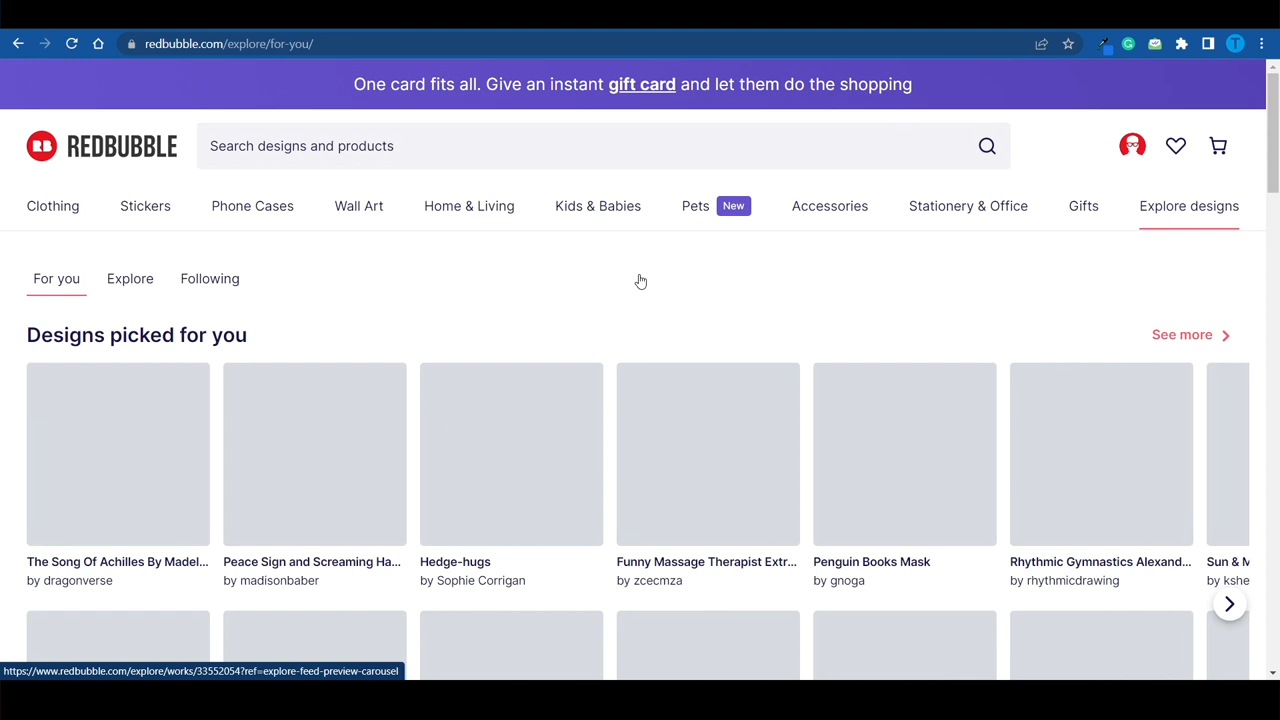 redbubble.com/explore/for-you/
T
One card fits all. Give an instant gift card and let them do the shopping
RB REDBUBBLE
Search designs and products
Clothing Stickers Phone Cases Wall Art Home & Living Kids & Babies Pets New Accessories Stationery & Office Gifts Explore designs
For you Explore Following
Designs picked for you
See more
The Song Of Achilles By Madel... Peace Sign and Screaming Ha... Hedge-hugs Funny Massage Therapist Extr... Penguin Books Mask Rhythmic Gymnastics Alexand... Sun &
by dragonverse by madisonbaber by Sophie Corrigan by zcecmza by gnoga by rhythmicdrawing by kshe
https://www.redbubble.com/explore/works/33552054?ref=explore-feed-preview-carousel